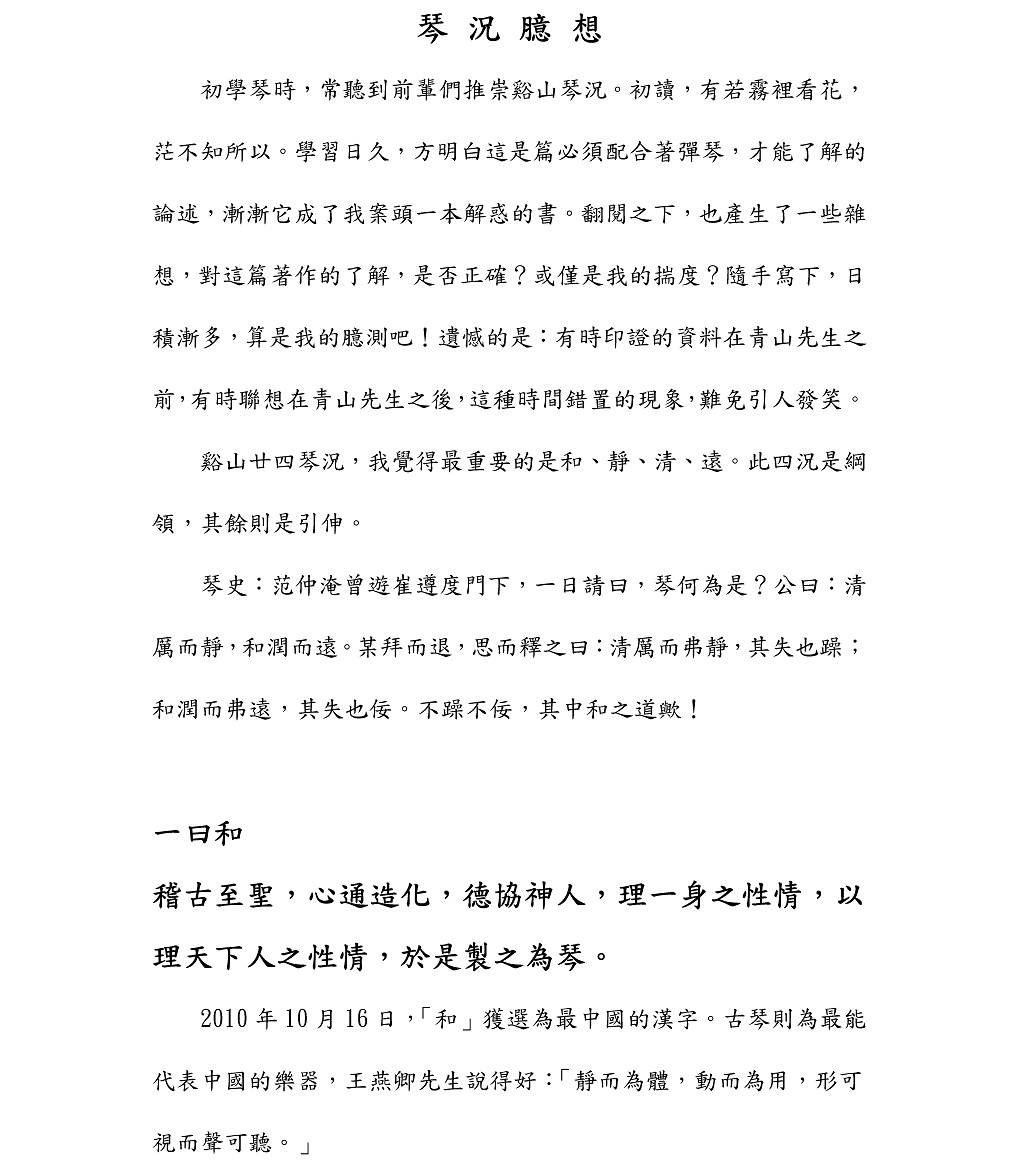 琴況臆想
初學琴時，常聽到前輩們推崇谿山琴況。初讀，有若霧裡看花，
茫不知所以。學習日久，方明白這是篇必須配合著彈琴，才能了解的
論述，漸漸它成了我案頭一本解惑的書。翻閱之下，也產生了一些雜
想，對這篇著作的了解，是否正確？或僅是我的揣度？隨手寫下，日
積漸多，算是我的臆測吧！遺憾的是：有時印證的資料在青山先生之
前，有時聯想在青山先生之後，這種時間錯置的現象，難免引人發笑。
谿山廿四琴況，我覺得最重要的是和、靜、清、遠。此四況是綱
領，其餘則是引伸。
琴史：范仲淹曾遊崔遵度門下，一日請曰，琴何為是？公曰：清
厲而靜，和潤而遠。某拜而退，思而釋之曰：清厲而弗靜，其失也躁；
和潤而弗遠，其失也佞。不躁不佞，其中和之道歟！
一曰和
稽古至聖，心通造化，德協神人，理一身之性情，以
理天下人之性情，於是製之為琴。
2010 年 10 月 16 日，「和」獲選為最中國的漢字。古琴則為最能
代表中國的樂器，王燕卿先生說得好：「靜而為體，動而為用，形可
視而聲可聽。」